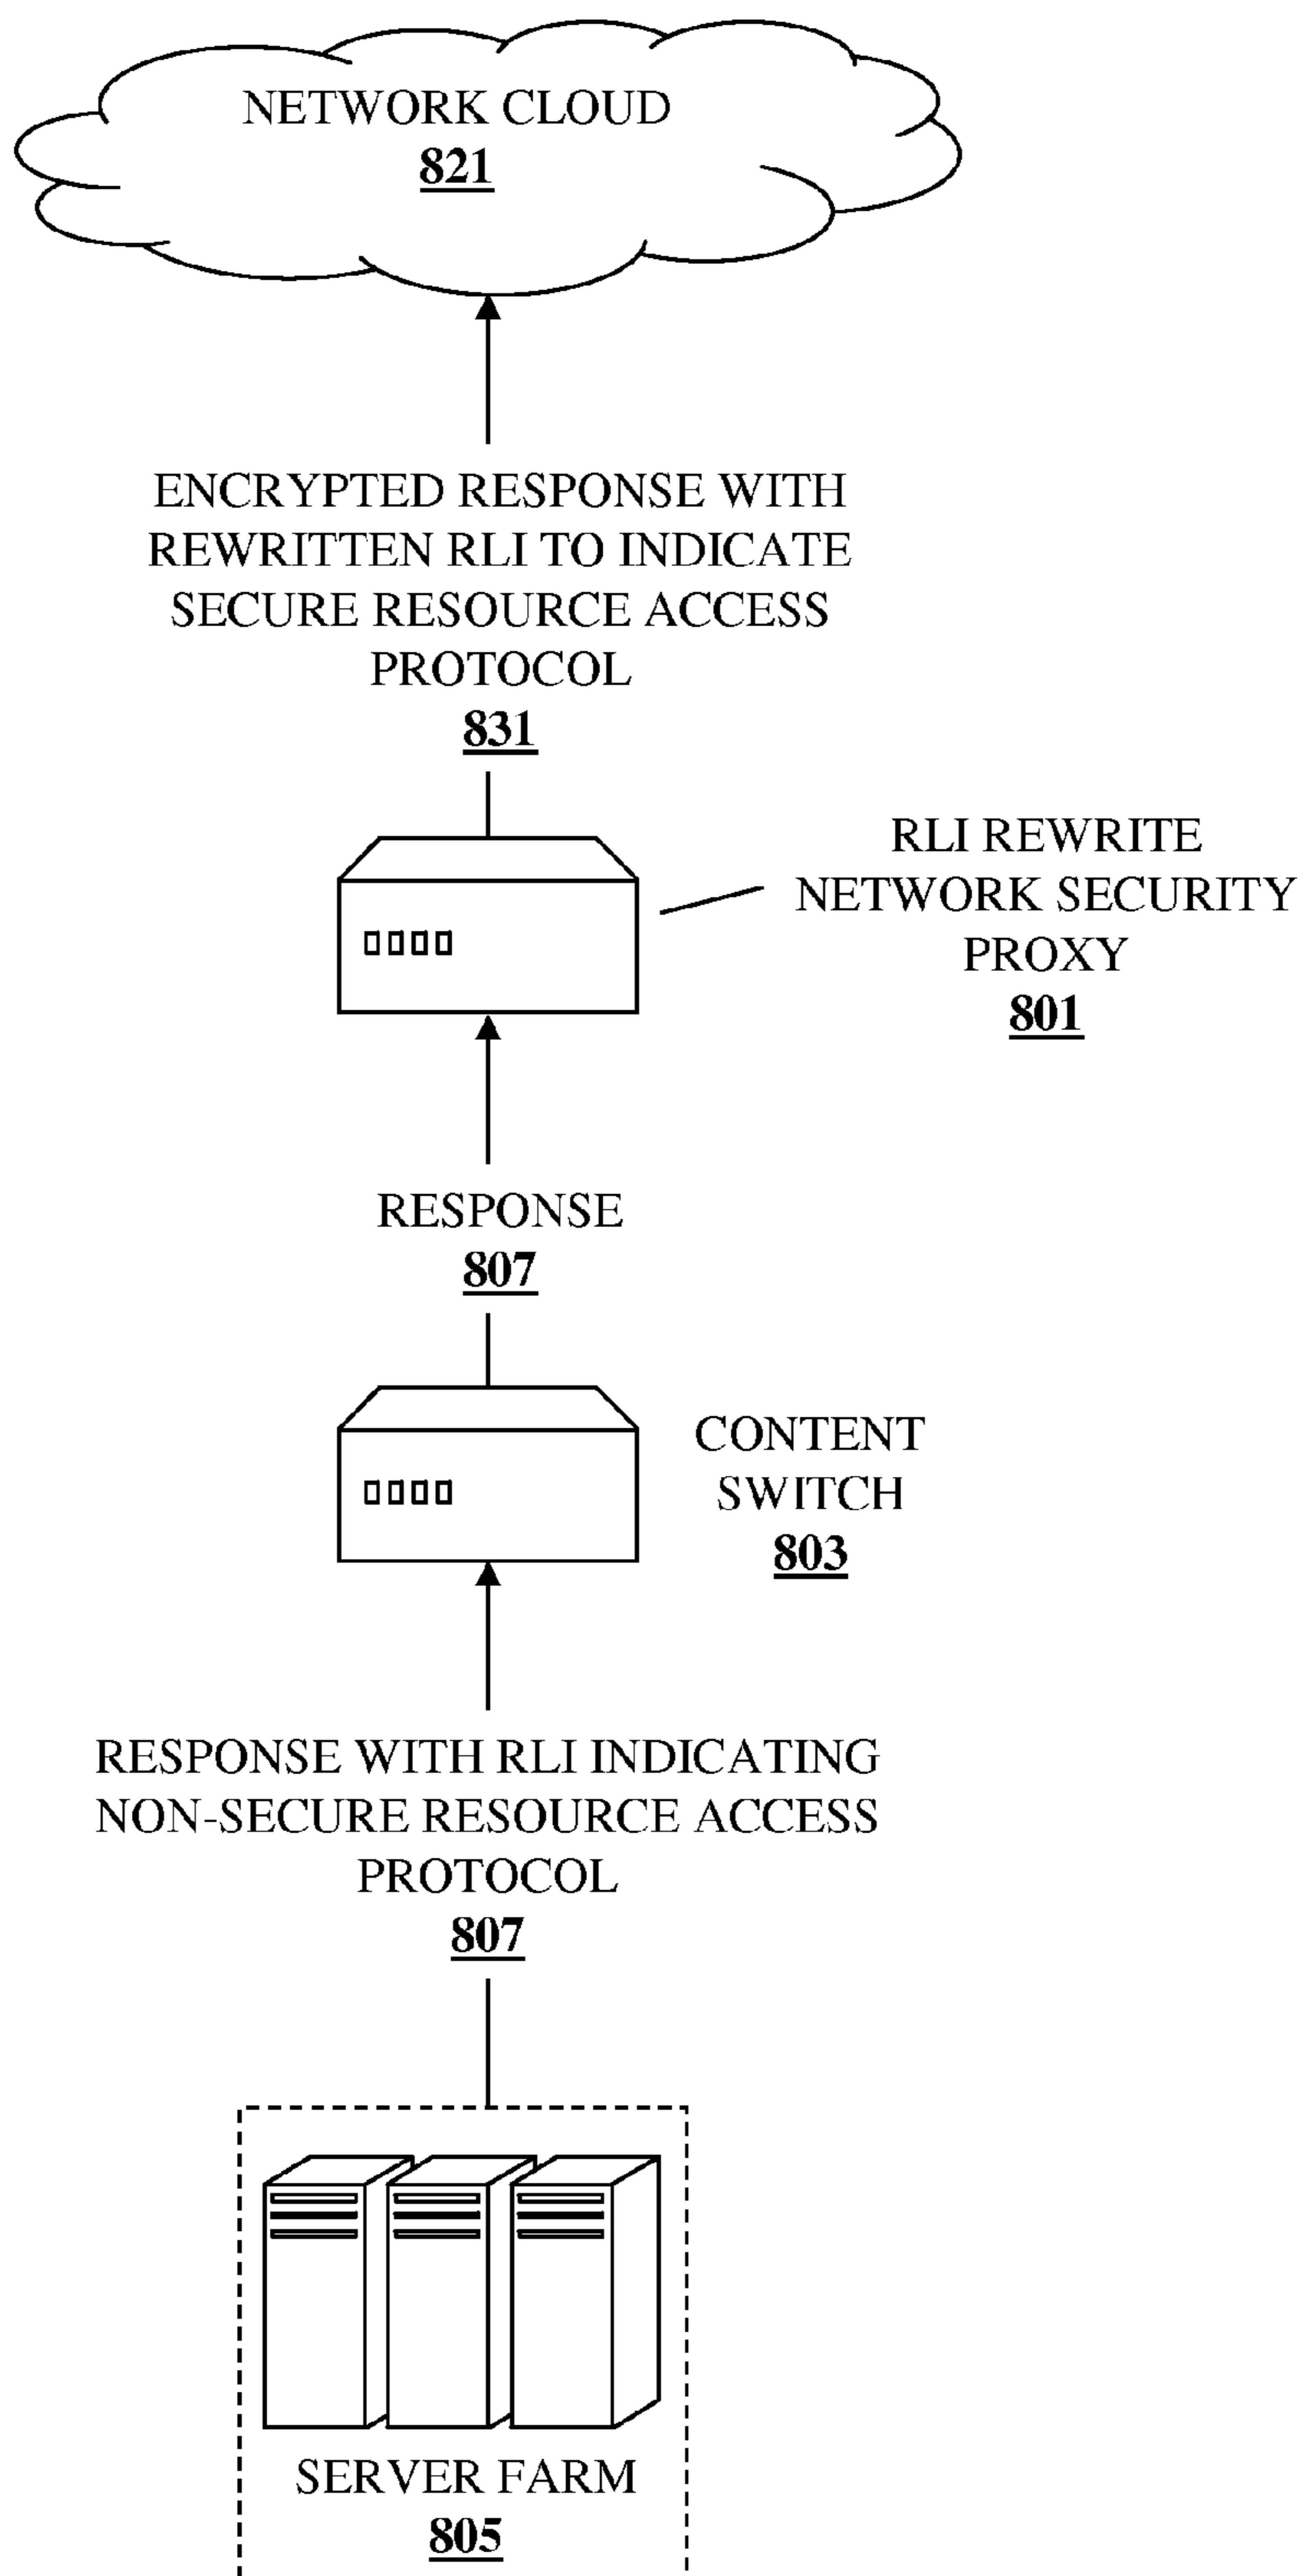 NETWORK CLOUD
821
ENCRYPTED RESPONSE WITH
REWRITTEN RLI TO INDICATE
SECURE RESOURCE ACCESS
PROTOCOL
831
RLI REWRITE
NETWORK SECURITY
PROXY
801
RESPONSE
807
CONTENT
SWITCH
803
RESPONSE WITH RLI INDICATING
NON-SECURE RESOURCE ACCESS
PROTOCOL
807
SERVER FARM
805